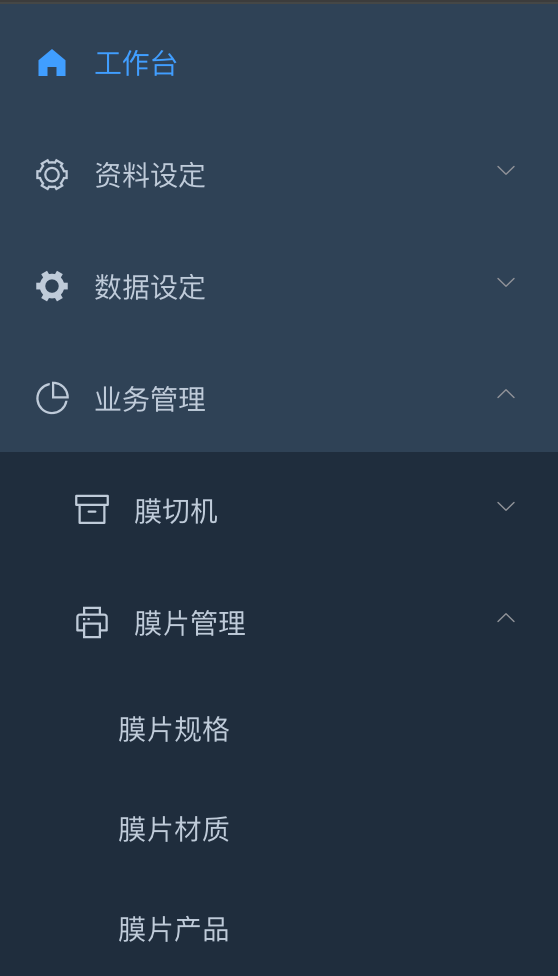 工作台
资料设定
数据设定
业务管理
膜切机
膜片管理
膜片规格
膜片材质
膜片产品